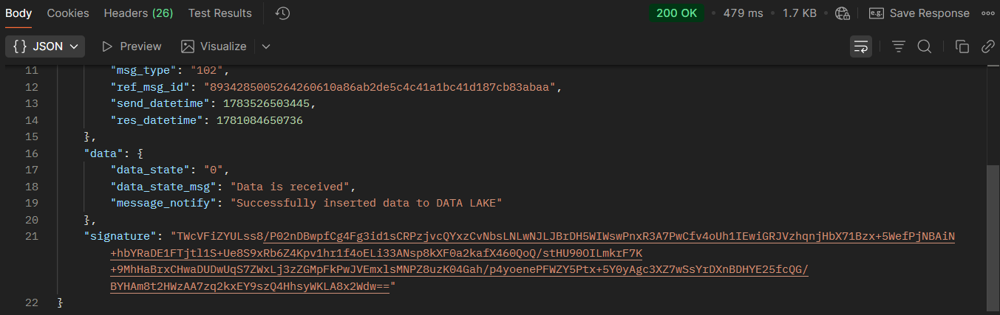 Body Cookies Headers (26) Test Results 200 OK • 479 ms • 1.7 KB • e.g. Save Response
{} JSON Preview Visualize
11 "msg_type": "102",
12 "ref_msg_id": "8934285005264260610a86ab2de5c4c41a1bc41d187cb83abaa",
13 "send_datetime": 1783526503445,
14 "res_datetime": 1781084650736
15 },
16 "data": {
17 "data_state": "0",
18 "data_state_msg": "Data is received",
19 "message_notify": "Successfully inserted data to DATA LAKE"
20 },
21 "signature": "TWcVFiZYULss8/P02nDBwpfCg4Fg3id1sCRPzjvcQYxzCvNbsLNLwNJLJBrDH5WIWswPnxR3A7PwCfv4oUh1IEwiGRJVzhqnjHbX71Bzx+5WefPjNBAiN
+hbYRaDE1FTjtl1S+Ue8S9xRb6Z4Kpv1hr1f4oELi33ANsp8kXF0a2kafX460QoQ/stHU90OILmkrF7K
+9MhHaBrxCHwaDUDwUqS7ZWxLj3zZGMpFkPwJVEmxlsMNPZ8uzK04Gah/p4yoenePFWZY5Ptx+5Y0yAgc3XZ7wSsYrDXnBDHYE25fcQG/
BYHAm8t2HWzAA7zq2kxEY9szQ4HhsyWKLA8x2Wdw=="
22 }